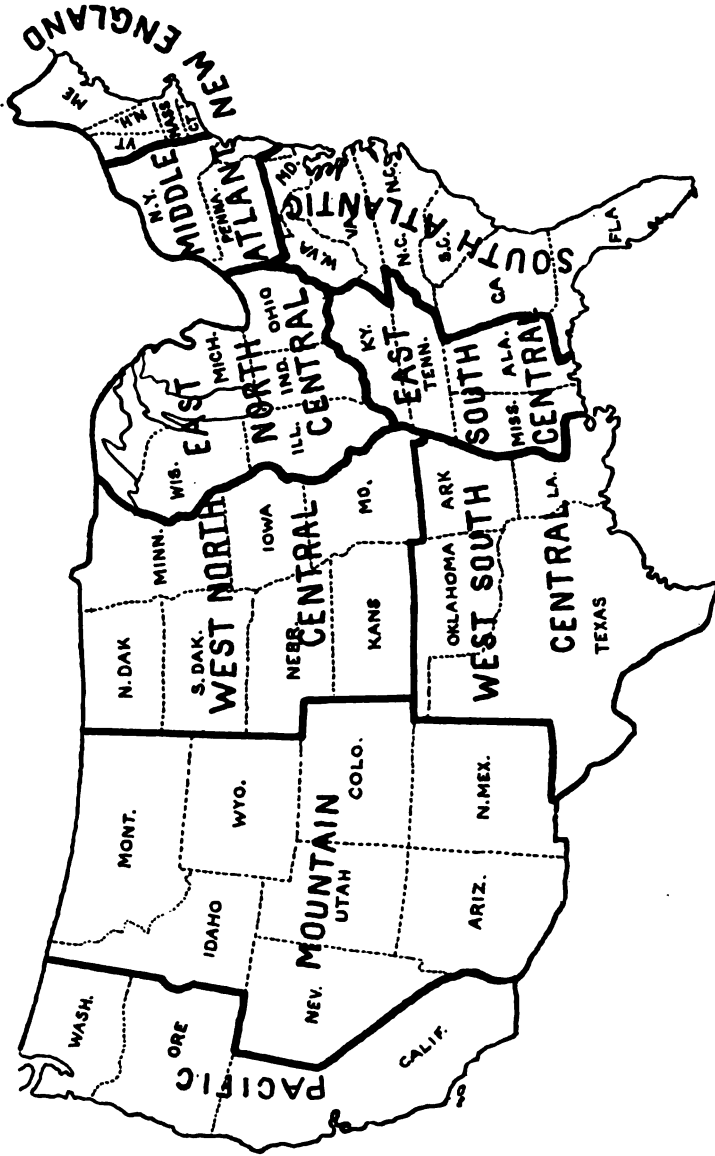 PACIFIC
WASH.
ORE
CALIF.
MOUNTAIN
MONT.
IDAHO
WYO.
NEV.
UTAH
COLO.
ARIZ.
N.MEX.
WEST NORTH
CENTRAL
N.DAK
S.DAK.
NEBR.
KANS
MINN.
IOWA
MO.
WEST SOUTH
CENTRAL
OKLAHOMA
ARK
TEXAS
LA.
EAST
NORTH
CENTRAL
WIS.
MICH.
ILL.
IND.
OHIO
EAST
SOUTH
CENTRAL
KY.
TENN.
MISS.
ALA.
SOUTH ATLANTIC
MD.
W.VA
VA
N.C.
N.C.
S.C.
GA
FLA
MIDDLE
ATLANT
N.Y.
PENNA.
NEW ENGLAND
ME
VT
N.H
MASS
CT